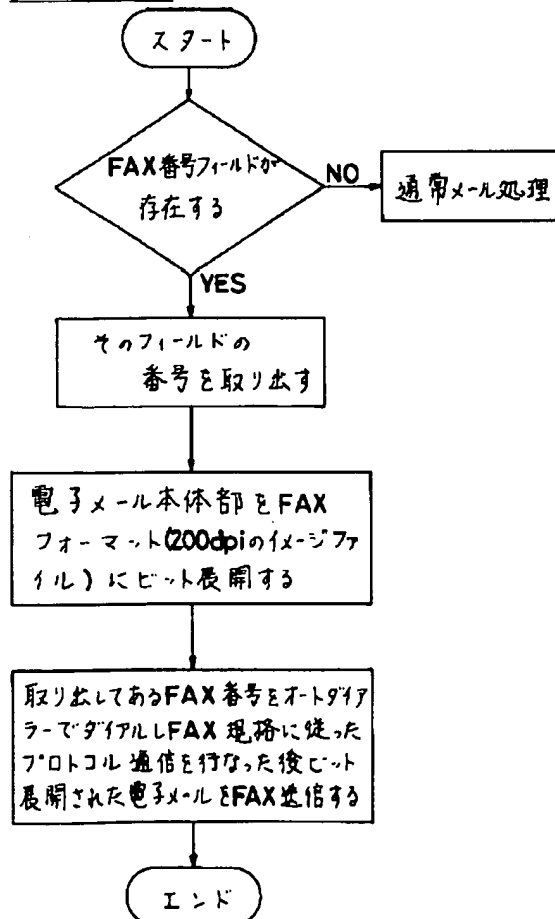 スタート
FAX番号フィールドが
存在する
NO
通常メール処理
YES
そのフィールドの
番号を取り出す
電子メール本体部をFAX
フォーマット(200dpiのイメージファ
イル)にビット展開する
取り出してあるFAX番号をオートダイア
ラーでダイアルしFAX規格に従った
プロトコル通信を行なった後ビット
展開された電子メールをFAX送信する
エンド